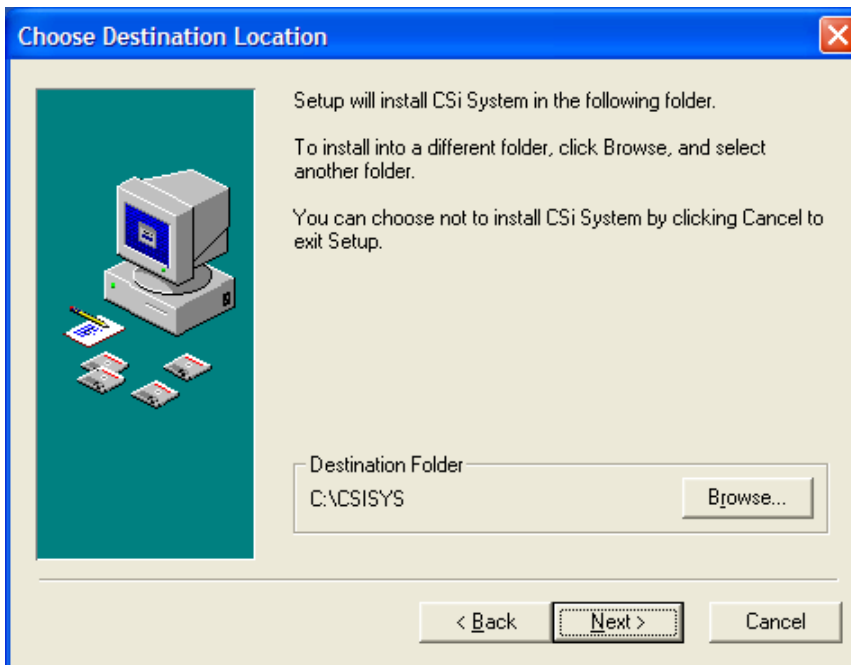 Choose Destination Location
Setup will install CSi System in the following folder.
To install into a different folder, click Browse, and select
another folder.
You can choose not to install CSi System by clicking Cancel to
exit Setup.
Destination Folder
C:\CSISYS
Browse...
< Back
Next >
Cancel